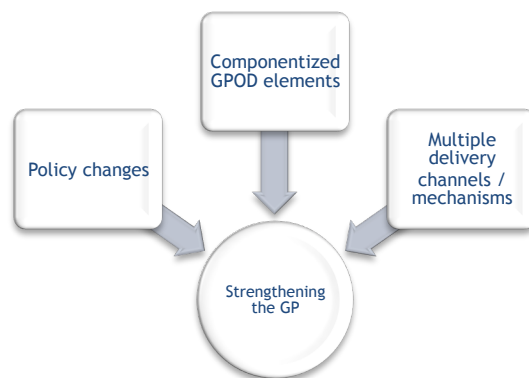 Componentized
GPOD elements
Policy changes
Multiple
delivery
channels /
mechanisms
Strengthening
the GP